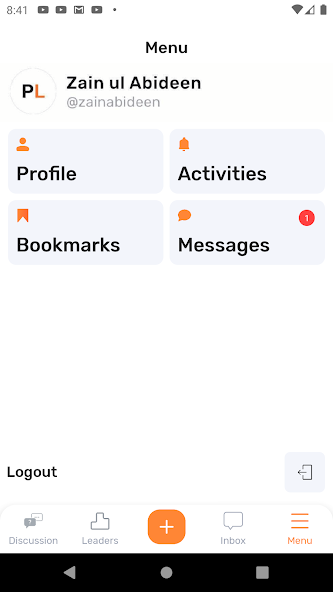 8:41
Menu
PL
Zain ul Abideen
@zainabideen
Profile
Activities
Bookmarks
Messages
1
Logout
Discussion
Leaders
Inbox
Menu